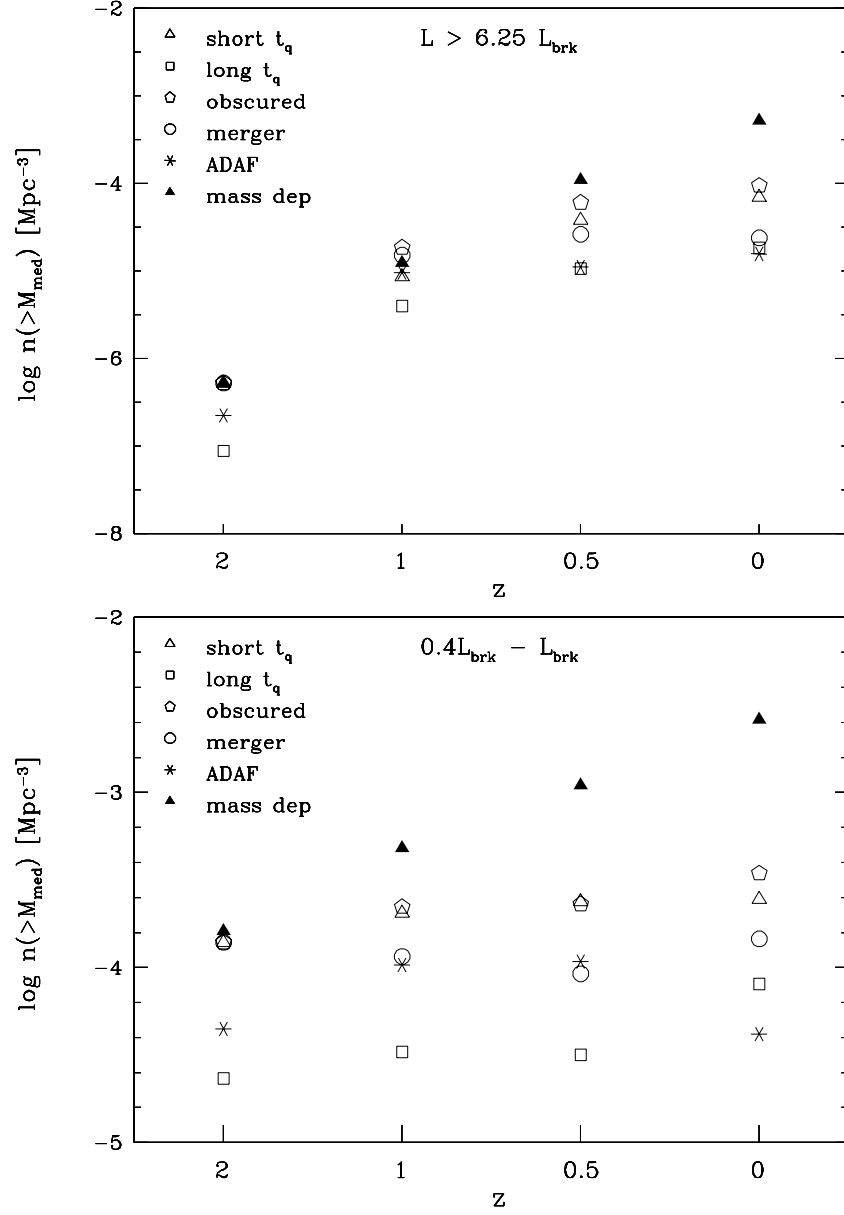 −2
short t_q
L > 6.25 L_brk
long t_q
obscured
merger
ADAF
mass dep
−4
−6
−8
log n(>M_med) [Mpc⁻³]
2 1 0.5 0
z
−2
short t_q
0.4L_brk − L_brk
long t_q
obscured
merger
ADAF
mass dep
−3
−4
−5
log n(>M_med) [Mpc⁻³]
2 1 0.5 0
z